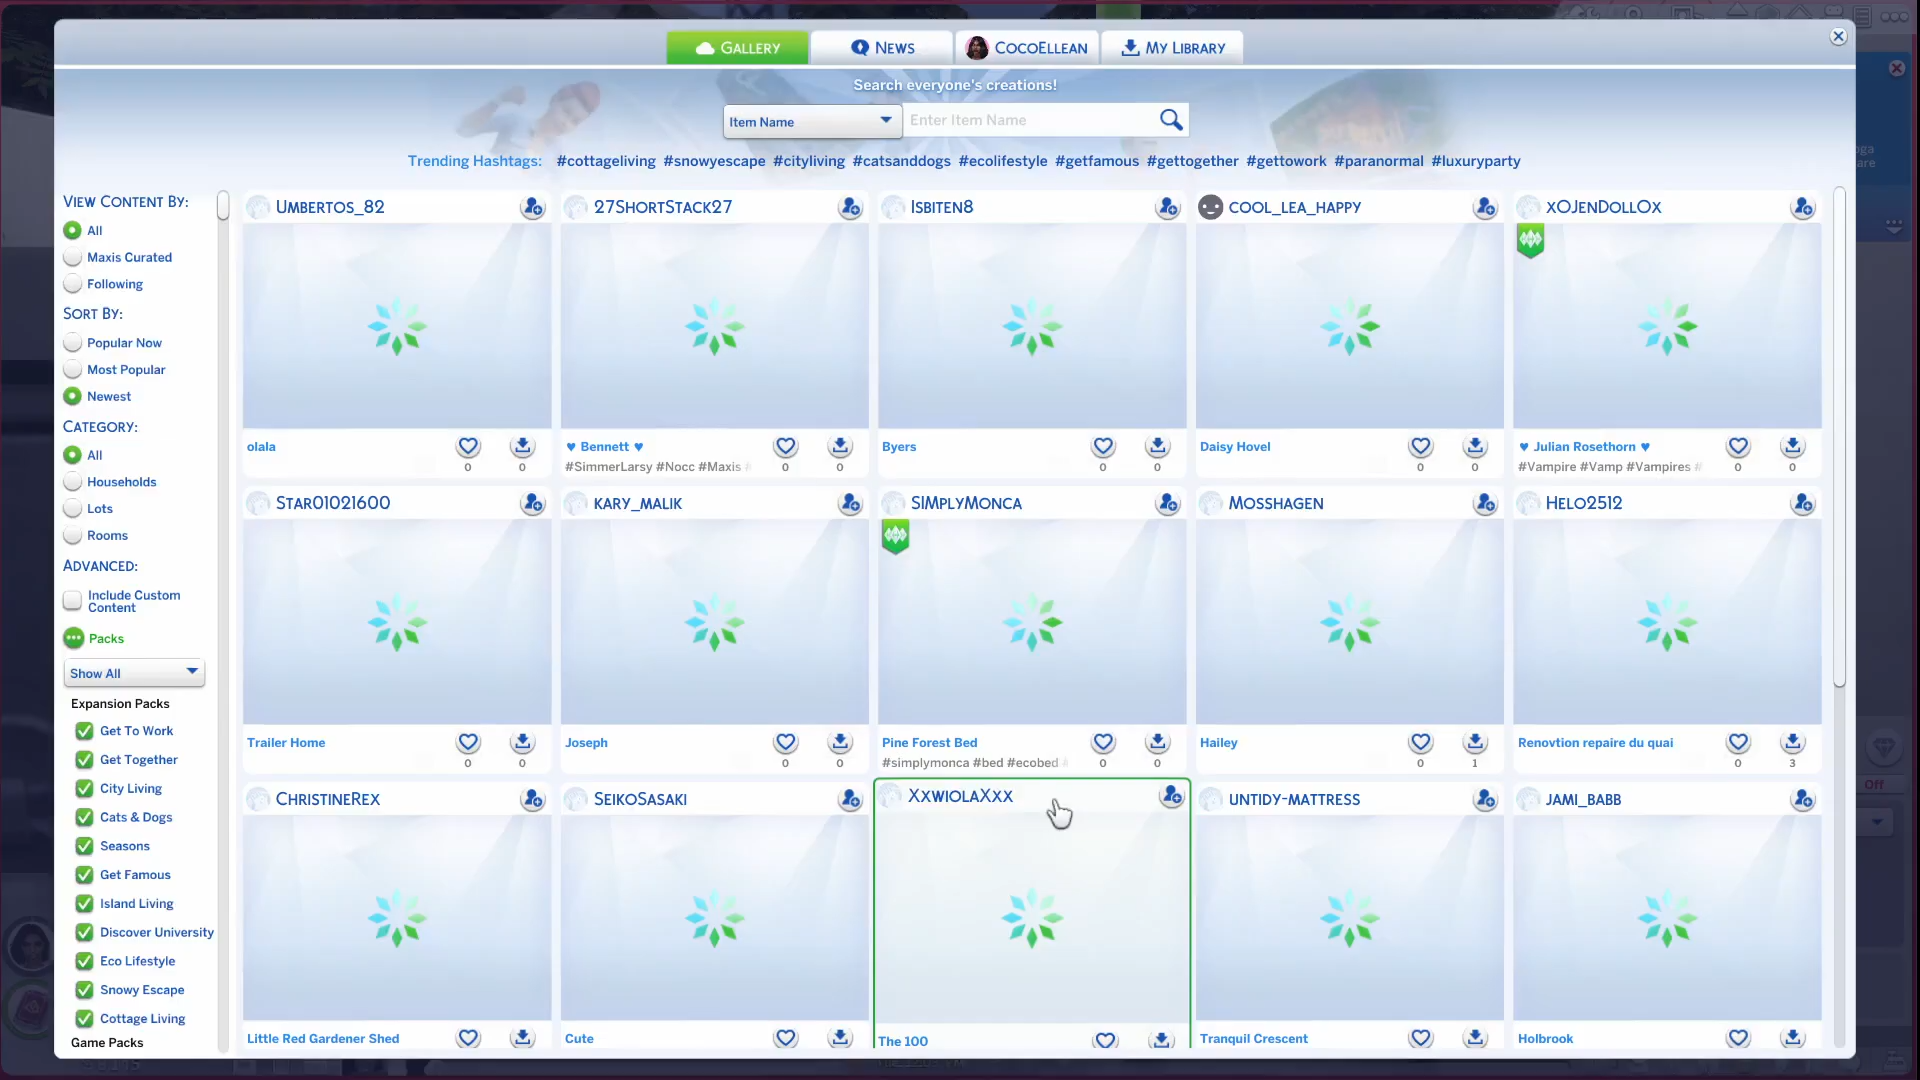 GALLERY
NEWS
COCOELLEAN
MY LIBRARY
Search everyone's creations!
Item Name
Enter Item Name
Trending Hashtags: #cottageliving #snowyescape #cityliving #catsanddogs #ecolifestyle #getfamous #gettogether #gettowork #paranormal #luxuryparty
VIEW CONTENT BY:
All
Maxis Curated
Following
SORT BY:
Popular Now
Most Popular
Newest
CATEGORY:
All
Households
Lots
Rooms
ADVANCED:
Include Custom
Content
Packs
Show All
Expansion Packs
Get To Work
Get Together
City Living
Cats & Dogs
Seasons
Get Famous
Island Living
Discover University
Eco Lifestyle
Snowy Escape
Cottage Living
Game Packs
UMBERTOS_82
olala
0 0
27SHORTSTACK27
♥ Bennett ♥
#SimmerLarsy #Nocc #Maxis #
0 0
ISBITEN8
Byers
0 0
COOL_LEA_HAPPY
Daisy Hovel
0 0
XOJENDOLLOX
♥ Julian Rosethorn ♥
#Vampire #Vamp #Vampires #
0 0
STAR01021600
Trailer Home
0 0
KARY_MALIK
Joseph
0 0
SIMPLYMONCA
Pine Forest Bed
#simplymonca #bed #ecobed #
0 0
MOSSHAGEN
Hailey
0 1
HELO2512
Renovtion repaire du quai
0 3
CHRISTINEREX
Little Red Gardener Shed
SEIKOSASAKI
Cute
XXWIOLAXXX
The 100
UNTIDY-MATTRESS
Tranquil Crescent
JAMI_BABB
Holbrook
Off